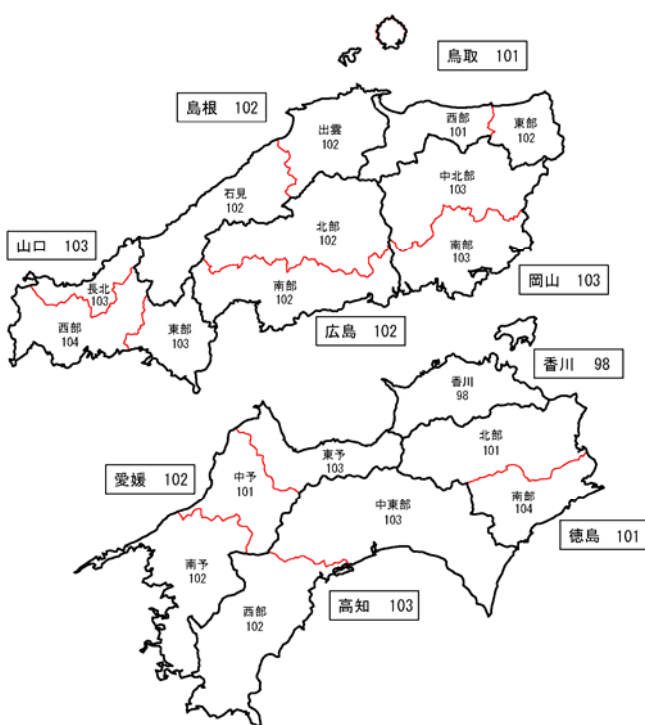 鳥取 101
島根 102
出雲
102
西部
101
東部
102
中北部
103
石見
102
北部
102
山口 103
南部
103
長北
103
岡山 103
南部
102
西部
104
東部
103
広島 102
香川 98
香川
98
北部
101
東予
103
愛媛 102
中予
101
南部
104
中東部
103
徳島 101
南予
102
高知 103
西部
102